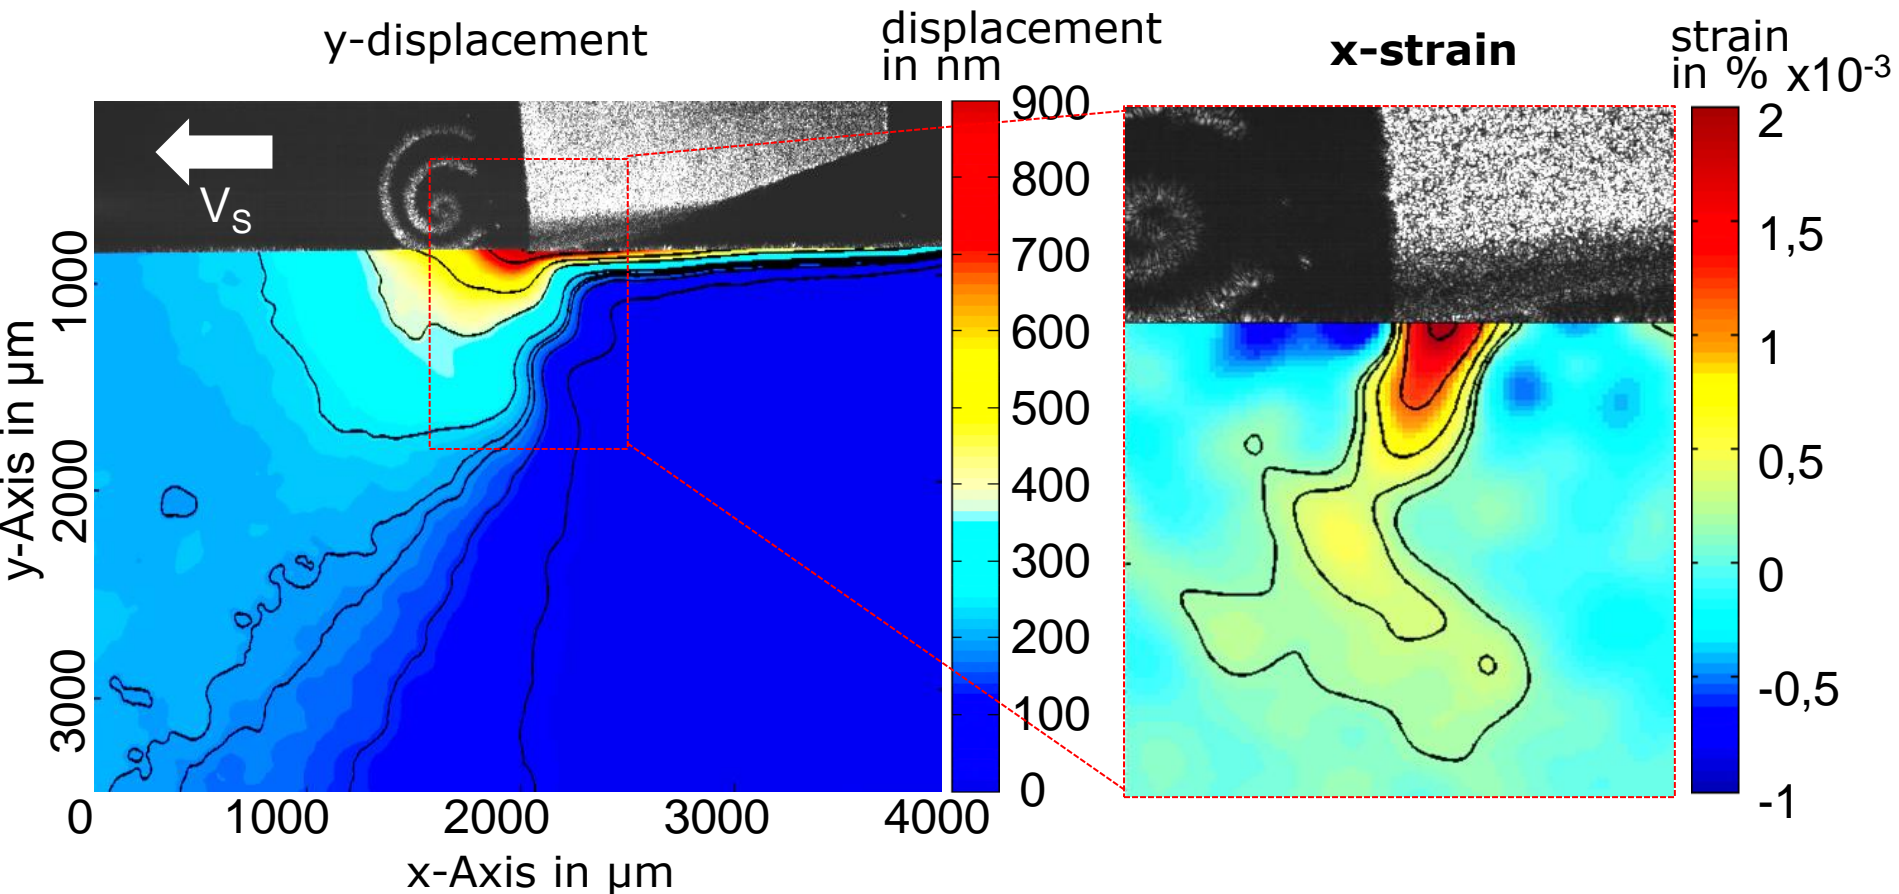 y-displacement
displacement
in nm
x-strain
strain
in % x10-3
VS
900
800
700
600
500
400
300
200
100
0
2
1,5
1
0,5
0
-0,5
-1
y-Axis in µm
1000
2000
3000
0
1000
2000
3000
4000
x-Axis in µm